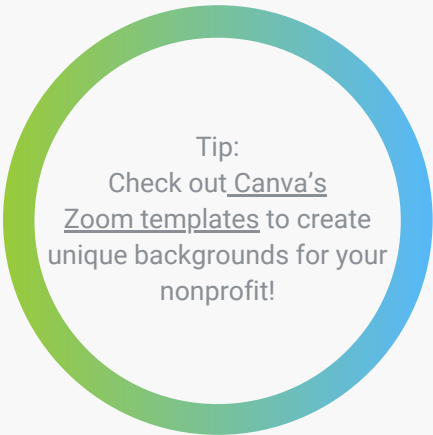 Tip:
Check out Canva’s
Zoom templates to create
unique backgrounds for your
nonprofit!